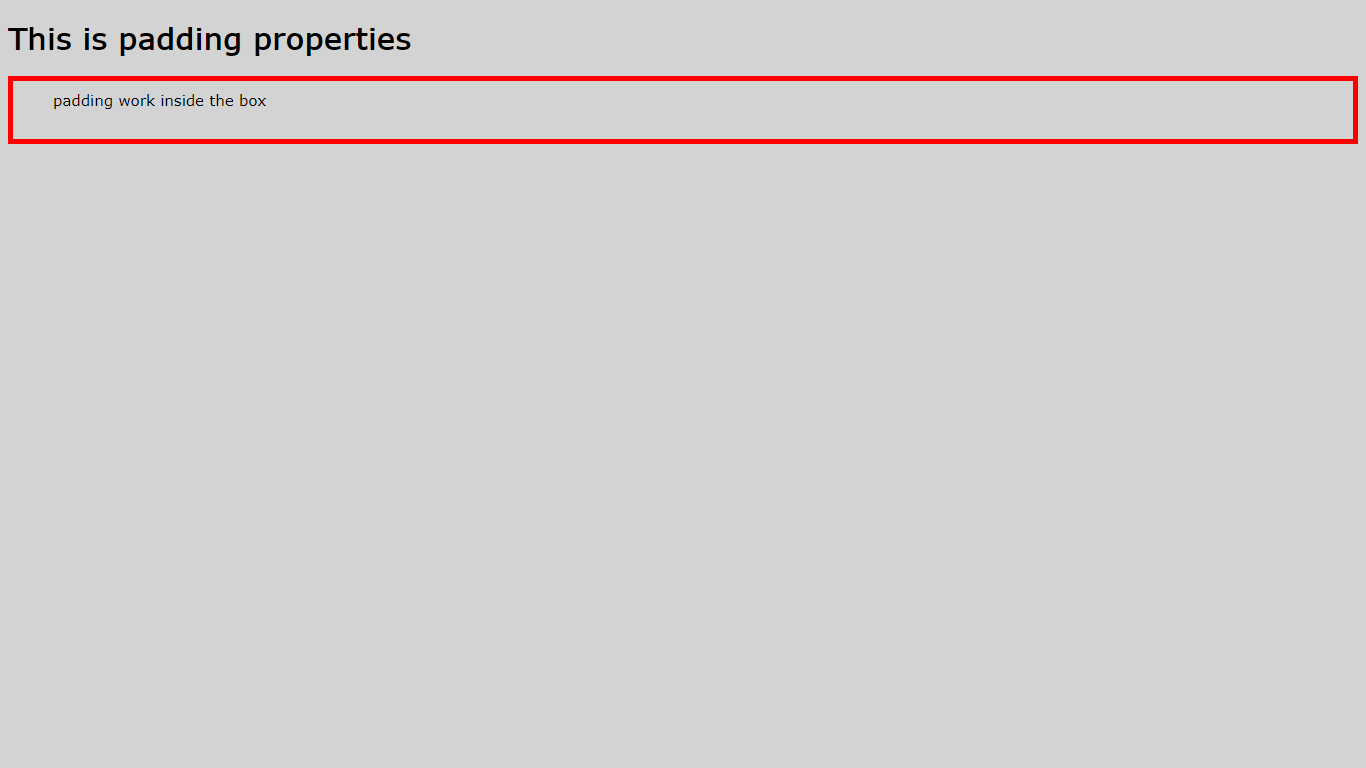 This is padding properties
padding work inside the box